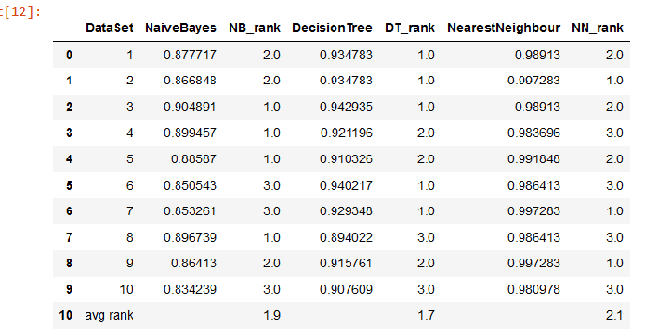 t[12]:
DataSet NaiveBayes NB_rank DecisionTree DT_rank NearestNeighbour NN_rank
0 1 0.877717 2.0 0.934783 1.0 0.98913 2.0
1 2 0.866848 2.0 0.934783 1.0 0.997283 1.0
2 3 0.904891 1.0 0.942935 1.0 0.98913 2.0
3 4 0.899457 1.0 0.921196 2.0 0.983696 3.0
4 5 0.88587 1.0 0.910326 2.0 0.991848 2.0
5 6 0.850543 3.0 0.940217 1.0 0.986413 3.0
6 7 0.853261 3.0 0.929348 1.0 0.997283 1.0
7 8 0.896739 1.0 0.894022 3.0 0.986413 3.0
8 9 0.86413 2.0 0.915761 2.0 0.997283 1.0
9 10 0.834239 3.0 0.907609 3.0 0.980978 3.0
10 avg rank 1.9 1.7 2.1